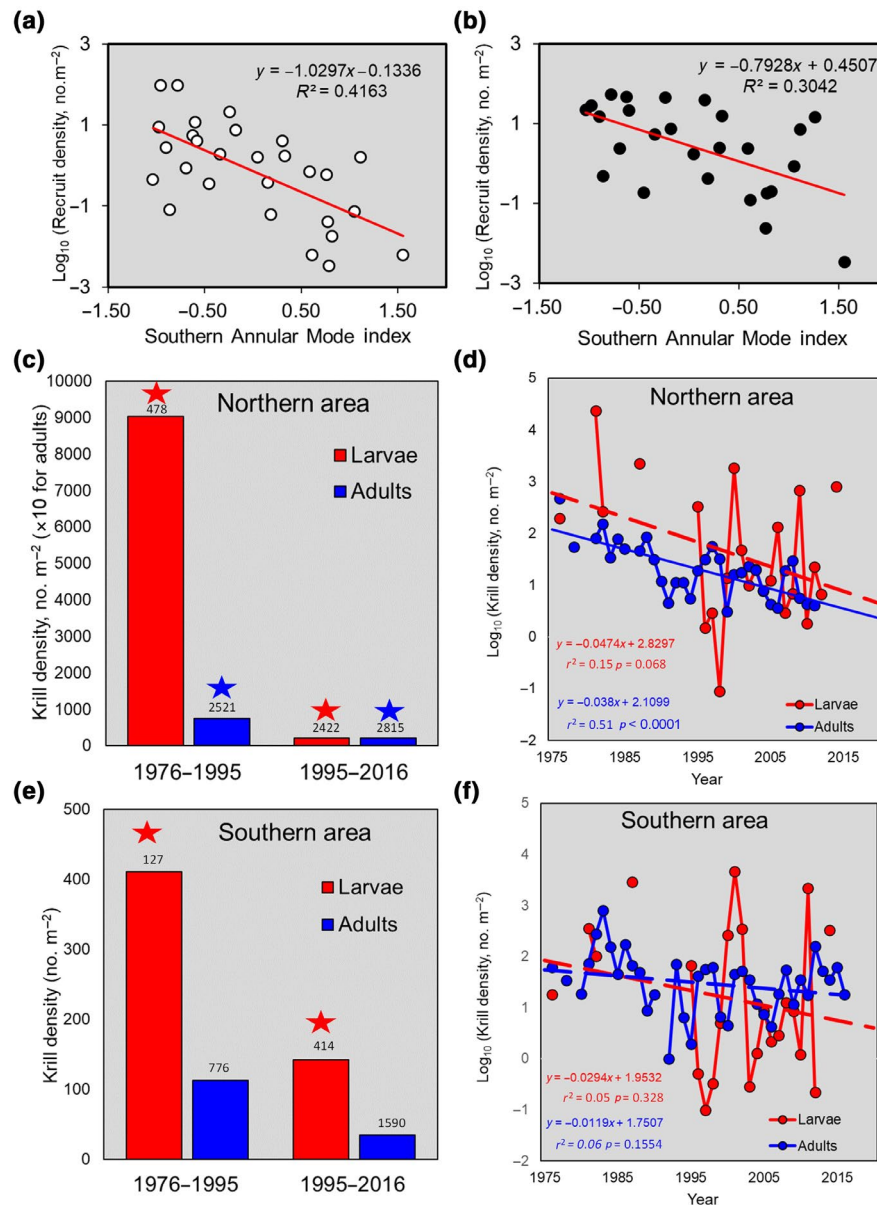 (a)
Log₁₀ (Recruit density, no.m⁻²)
3
1
−1
−3
y = −1.0297x − 0.1336
R² = 0.4163
−1.50 −0.50 0.50 1.50
Southern Annular Mode index
(b)
Log₁₀ (Recruit density, no.m⁻²)
3
1
−1
−3
y = −0.7928x + 0.4507
R² = 0.3042
−1.50 −0.50 0.50 1.50
Southern Annular Mode index
(c)
Krill density, no. m⁻² (×10 for adults)
10000
9000
8000
7000
6000
5000
4000
3000
2000
1000
0
Northern area
478
Larvae
Adults
2521
2422
2815
1976–1995 1995–2016
(d)
Log₁₀ (Krill density, no. m⁻²)
5
4
3
2
1
0
−1
−2
Northern area
y = −0.0474x + 2.8297
r² = 0.15 p = 0.068
y = −0.038x + 2.1099
r² = 0.51 p < 0.0001
Larvae
Adults
1975 1985 1995 2005 2015
Year
(e)
Krill density (no. m⁻²)
500
400
300
200
100
0
Southern area
127
Larvae
Adults
776
414
1590
1976–1995 1995–2016
(f)
Log₁₀ (Krill density, no. m⁻²)
5
4
3
2
1
0
−1
−2
Southern area
y = −0.0294x + 1.9532
r² = 0.05 p = 0.328
y = −0.0119x + 1.7507
r² = 0.06 p = 0.1554
Larvae
Adults
1975 1985 1995 2005 2015
Year